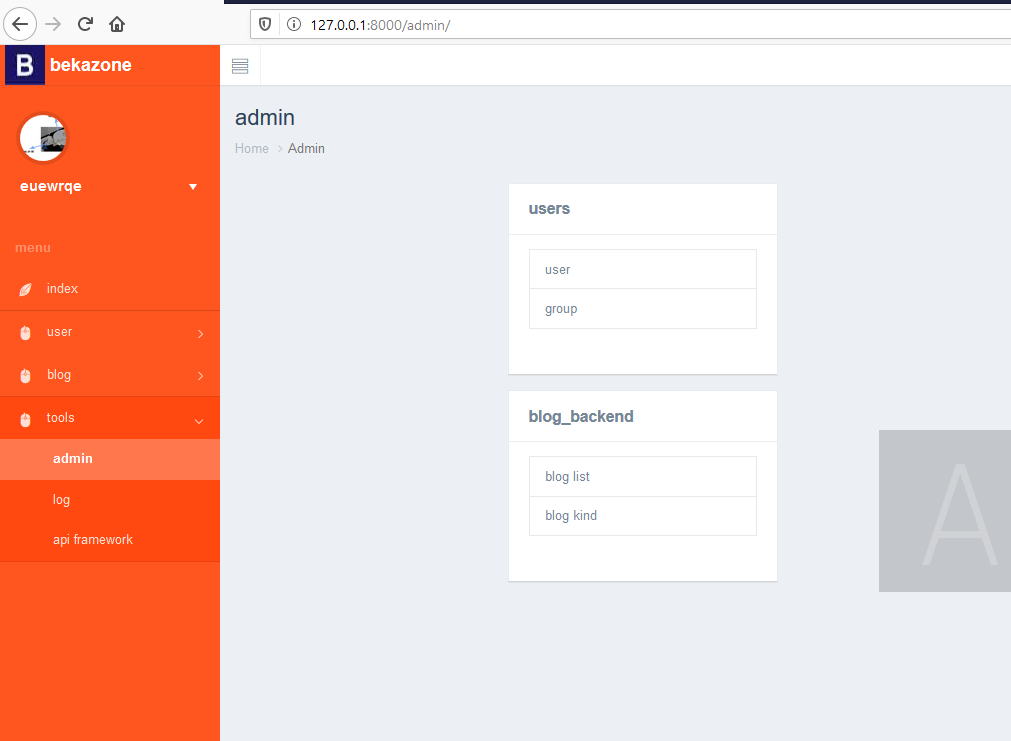 127.0.0.1:8000/admin/
B bekazone
euewrqe
menu
index
user
blog
tools
admin
log
api framework
admin
Home > Admin
users
user
group
blog_backend
blog list
blog kind
A